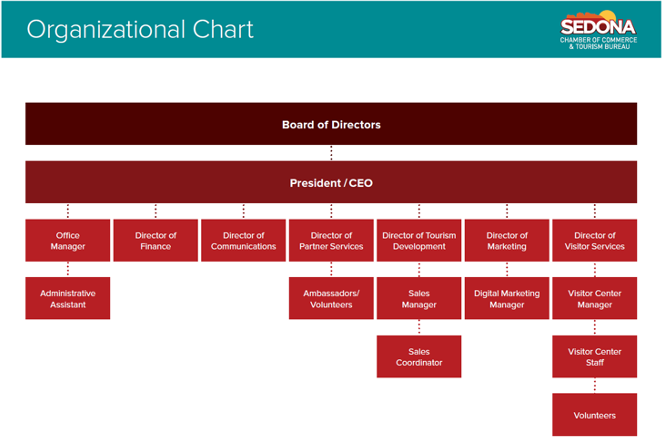 Organizational Chart
SEDONA
CHAMBER OF COMMERCE
& TOURISM BUREAU
Board of Directors
President / CEO
Office
Manager
Director of
Finance
Director of
Communications
Director of
Partner Services
Director of Tourism
Development
Director of
Marketing
Director of
Visitor Services
Administrative
Assistant
Ambassadors/
Volunteers
Sales
Manager
Digital Marketing
Manager
Visitor Center
Manager
Sales
Coordinator
Visitor Center
Staff
Volunteers